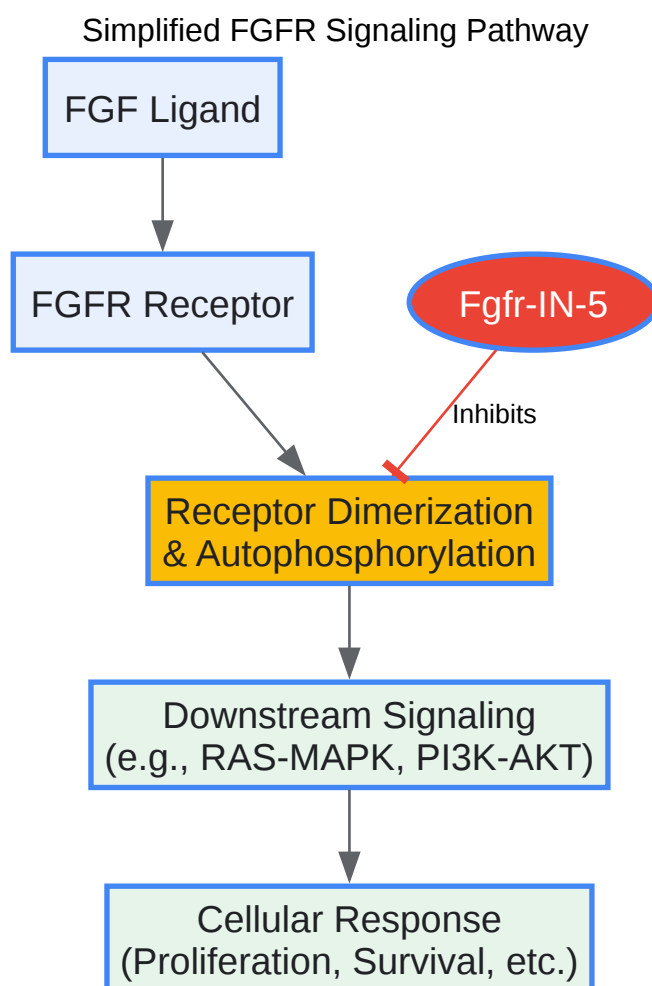 Simplified FGFR Signaling Pathway
FGF Ligand
FGFR Receptor
Fgfr-IN-5
Inhibits
Receptor Dimerization
& Autophosphorylation
Downstream Signaling
(e.g., RAS-MAPK, PI3K-AKT)
Cellular Response
(Proliferation, Survival, etc.)